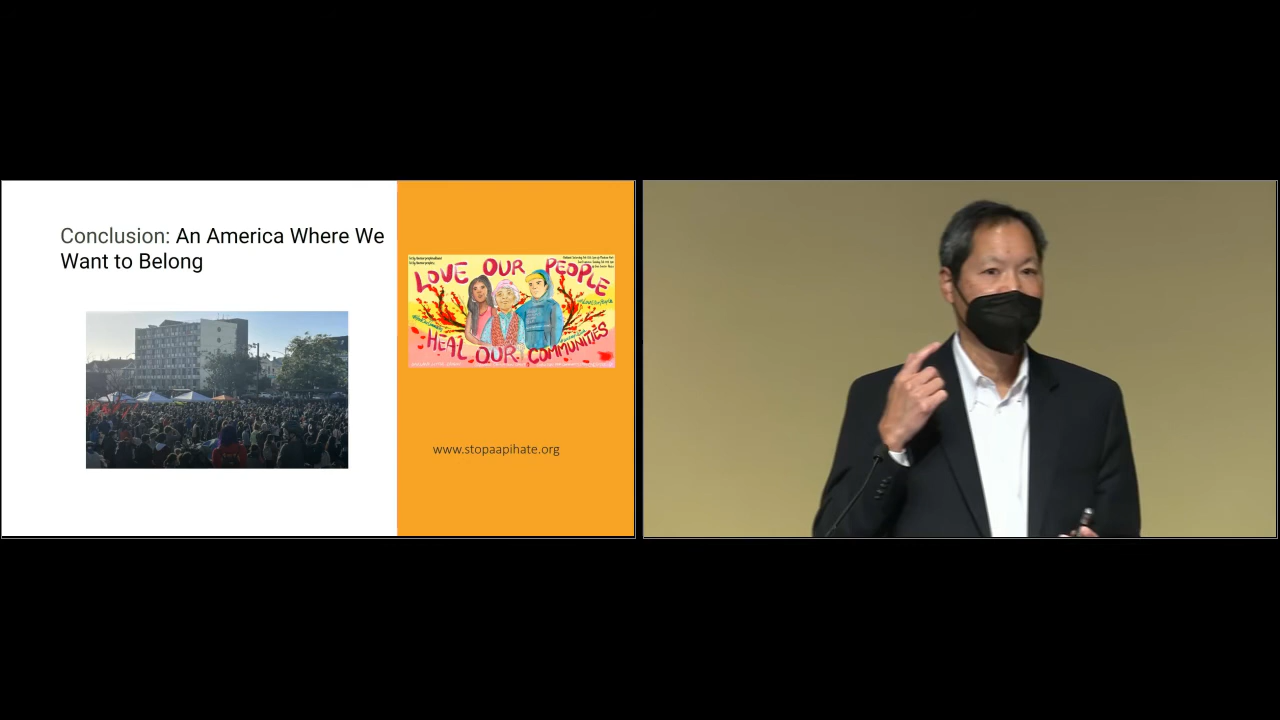 Conclusion: An America Where We
Want to Belong
LOVE OUR PEOPLE
HEAL OUR COMMUNITIES
www.stopaapihate.org